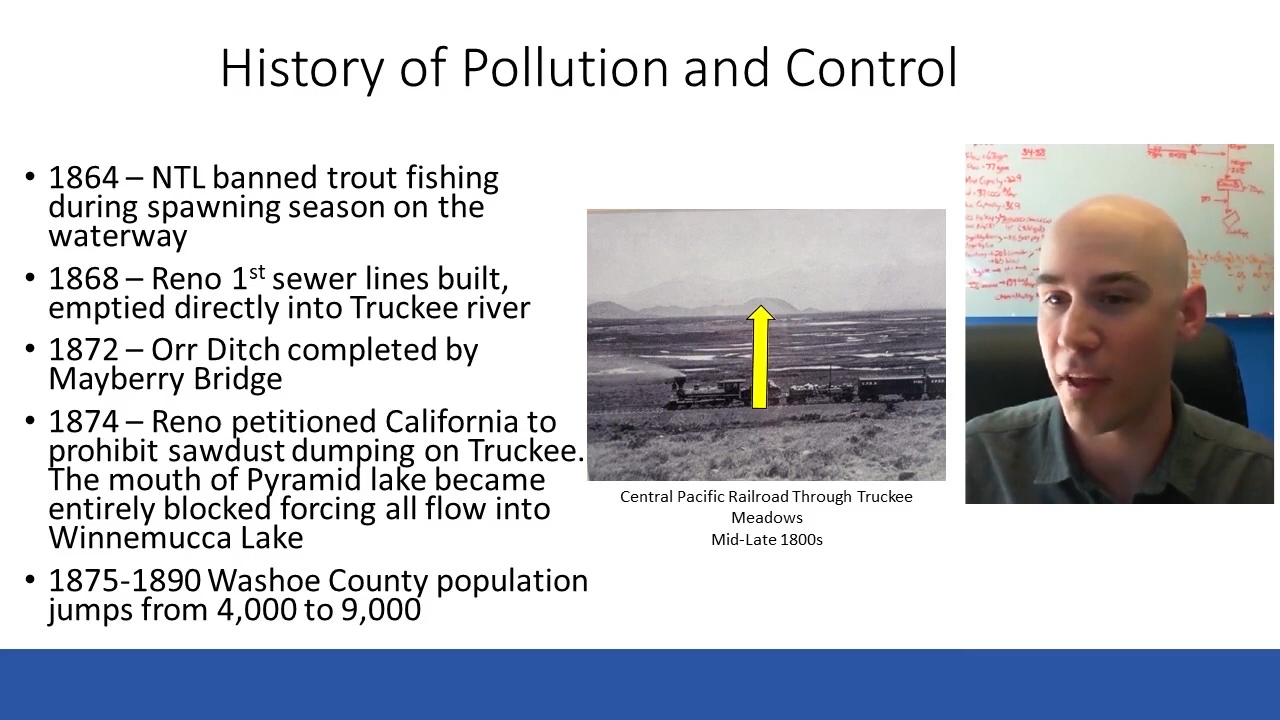 History of Pollution and Control
• 1864 – NTL banned trout fishing
during spawning season on the
waterway
• 1868 – Reno 1st sewer lines built,
emptied directly into Truckee river
• 1872 – Orr Ditch completed by
Mayberry Bridge
• 1874 – Reno petitioned California to
prohibit sawdust dumping on Truckee.
The mouth of Pyramid lake became
entirely blocked forcing all flow into
Winnemucca Lake
• 1875-1890 Washoe County population
jumps from 4,000 to 9,000
Central Pacific Railroad Through Truckee
Meadows
Mid-Late 1800s